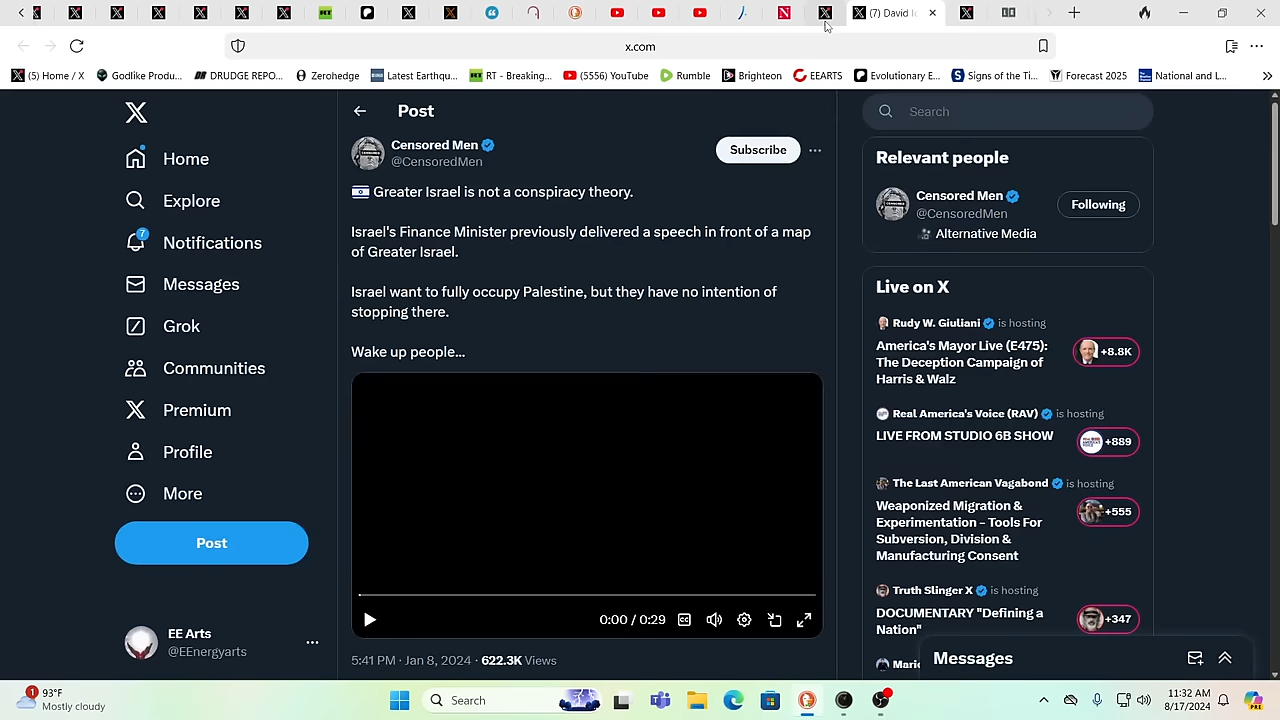 (7) David Ic
x.com
(5) Home / X
Godlike Produ...
DRUDGE REPO...
Zerohedge
Latest Earthqu...
RT - Breaking...
(5556) YouTube
Rumble
Brighteon
EEARTS
Evolutionary E...
Signs of the Ti...
Forecast 2025
National and L...
Home
Explore
7
Notifications
Messages
Grok
Communities
Premium
Profile
More
Post
EE Arts
@EEnergyarts
Post
Censored Men
@CensoredMen
Subscribe
Greater Israel is not a conspiracy theory.
Israel's Finance Minister previously delivered a speech in front of a map
of Greater Israel.
Israel want to fully occupy Palestine, but they have no intention of
stopping there.
Wake up people...
0:00 / 0:29
5:41 PM · Jan 8, 2024 · 622.3K Views
Search
Relevant people
Censored Men
@CensoredMen
Following
Alternative Media
Live on X
Rudy W. Giuliani is hosting
America's Mayor Live (E475):
The Deception Campaign of
Harris & Walz
+8.8K
Real America's Voice (RAV) is hosting
LIVE FROM STUDIO 6B SHOW
+889
The Last American Vagabond is hosting
Weaponized Migration &
Experimentation – Tools For
Subversion, Division &
Manufacturing Consent
+555
Truth Slinger X is hosting
DOCUMENTARY "Defining a
Nation"
+347
Mario
Messages
1
93°F
Mostly cloudy
Search
11:32 AM
8/17/2024